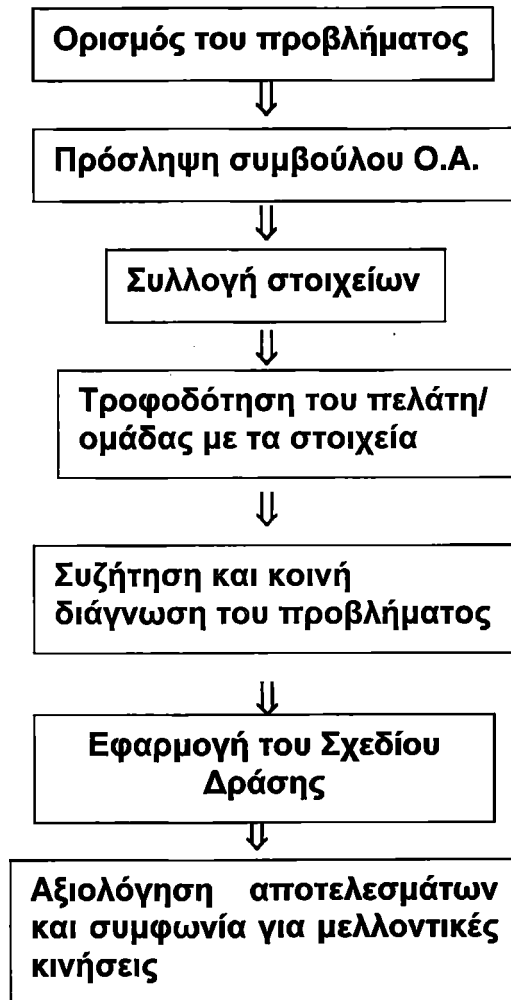 Ορισμός του προβλήματος
⇓
Πρόσληψη συμβούλου Ο.Α.
⇓
Συλλογή στοιχείων
⇓
Τροφοδότηση του πελάτη/
ομάδας με τα στοιχεία
⇓
Συζήτηση και κοινή
διάγνωση του προβλήματος
⇓
Εφαρμογή του Σχεδίου
Δράσης
⇓
Αξιολόγηση αποτελεσμάτων
και συμφωνία για μελλοντικές
κινήσεις